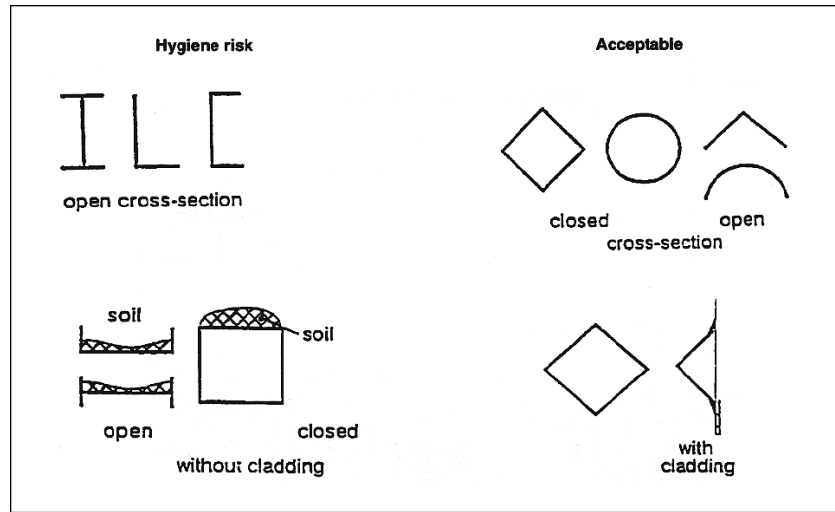 Hygiene risk
Acceptable
open cross-section
closed
open
cross-section
soil
soil
open
closed
without cladding
with
cladding